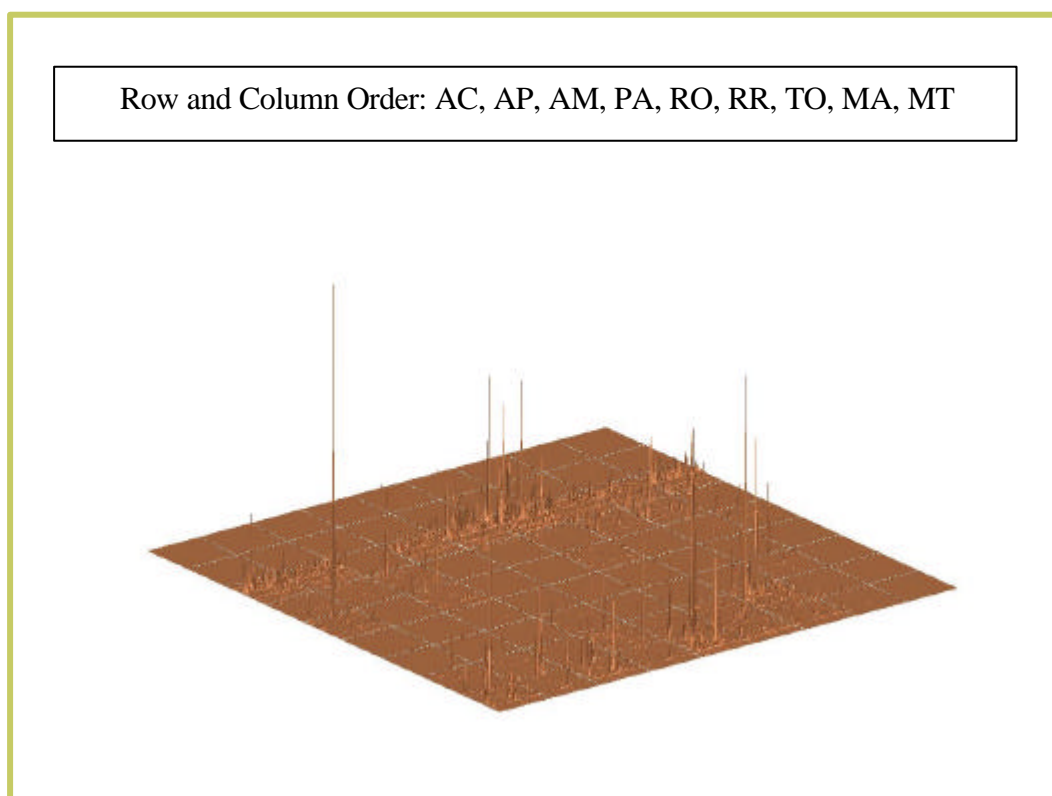 Row and Column Order: AC, AP, AM, PA, RO, RR, TO, MA, MT